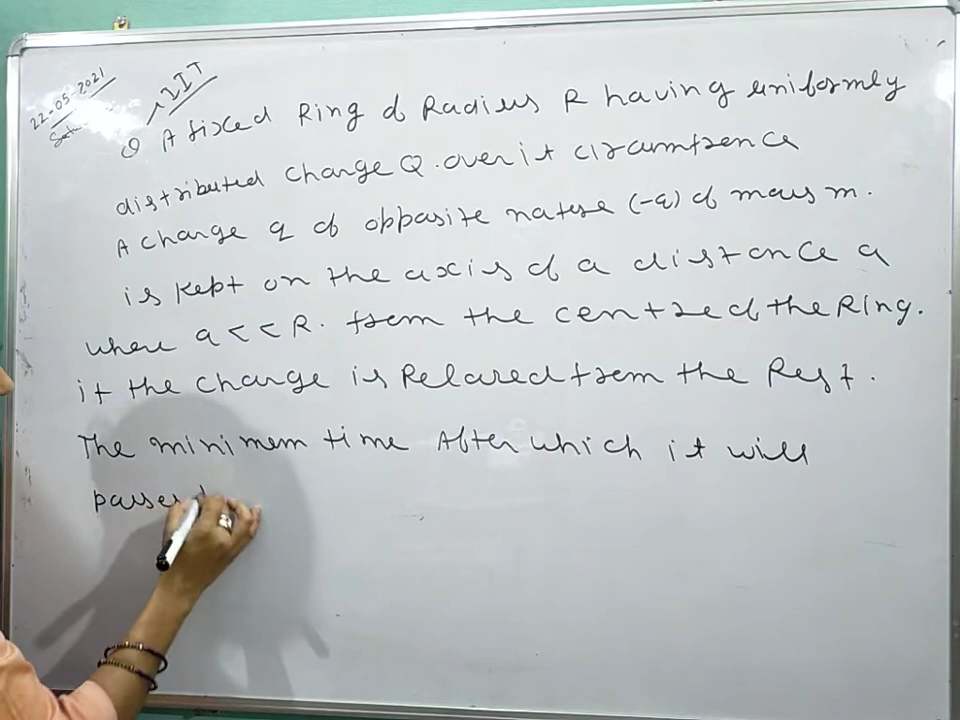 22-05-2021
IIT
Q A fixed Ring of Radius R having uniformly
distributed charge Q. over it circumfrence
A charge q of opposite nature (-q) of mass m.
is kept on the axis of a distance a
where a << R. from the centre of the Ring.
if the charge is Relared from the Rest.
The minimum time After which it will
passes